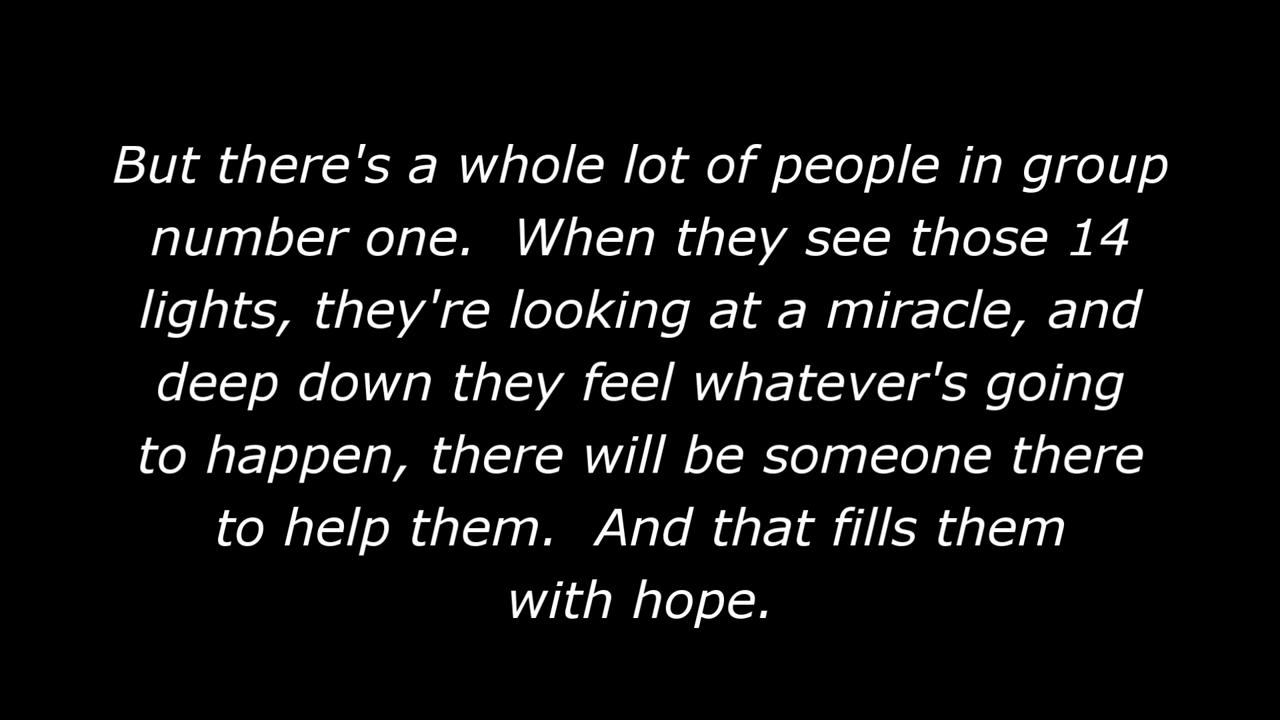 But there's a whole lot of people in group
number one.  When they see those 14
lights, they're looking at a miracle, and
deep down they feel whatever's going
to happen, there will be someone there
to help them.  And that fills them
with hope.